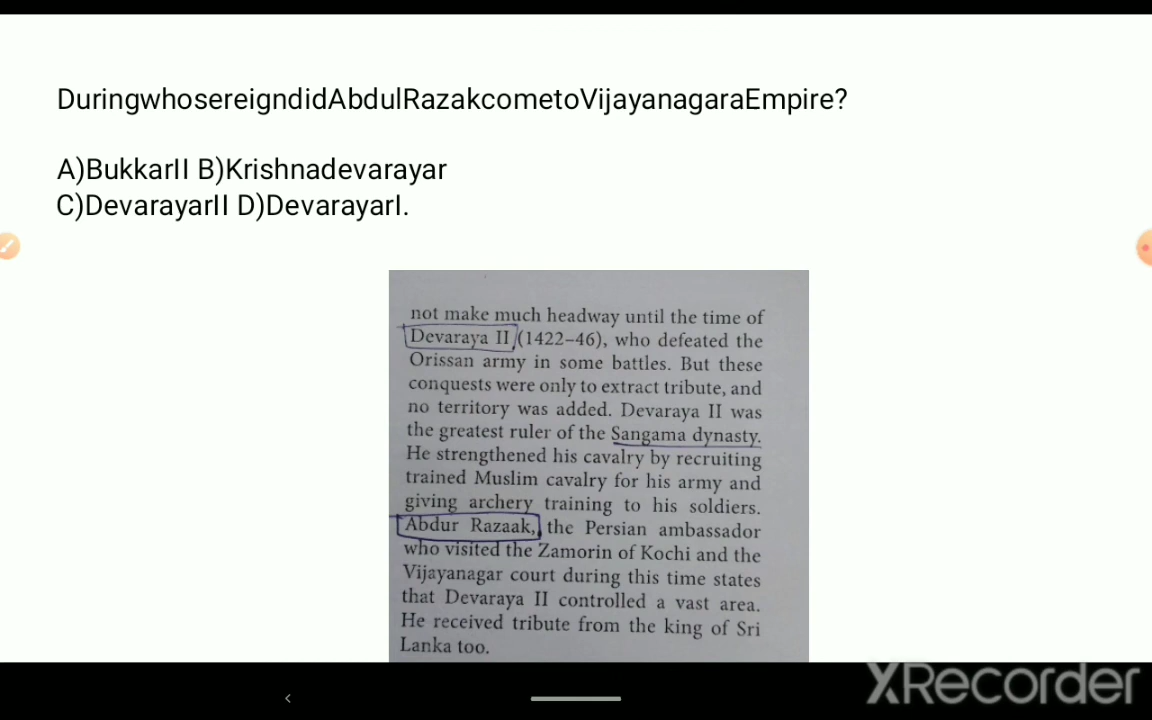 DuringwhosereigndidAbdulRazakcometoVijayanagaraEmpire?
A)BukkarII B)Krishnadevarayar
C)DevarayarII D)DevarayarI.
not make much headway until the time of
Devaraya II (1422–46), who defeated the
Orissan army in some battles. But these
conquests were only to extract tribute, and
no territory was added. Devaraya II was
the greatest ruler of the Sangama dynasty.
He strengthened his cavalry by recruiting
trained Muslim cavalry for his army and
giving archery training to his soldiers.
Abdur Razaak, the Persian ambassador
who visited the Zamorin of Kochi and the
Vijayanagar court during this time states
that Devaraya II controlled a vast area.
He received tribute from the king of Sri
Lanka too.
XRecorder